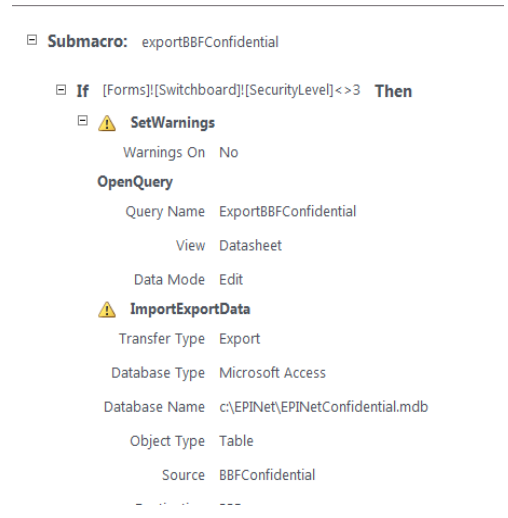 Submacro: exportBBFConfidential
If [Forms]![Switchboard]![SecurityLevel]<>3 Then
SetWarnings
Warnings On No
OpenQuery
Query Name ExportBBFConfidential
View Datasheet
Data Mode Edit
ImportExportData
Transfer Type Export
Database Type Microsoft Access
Database Name c:\EPINet\EPINetConfidential.mdb
Object Type Table
Source BBFConfidential